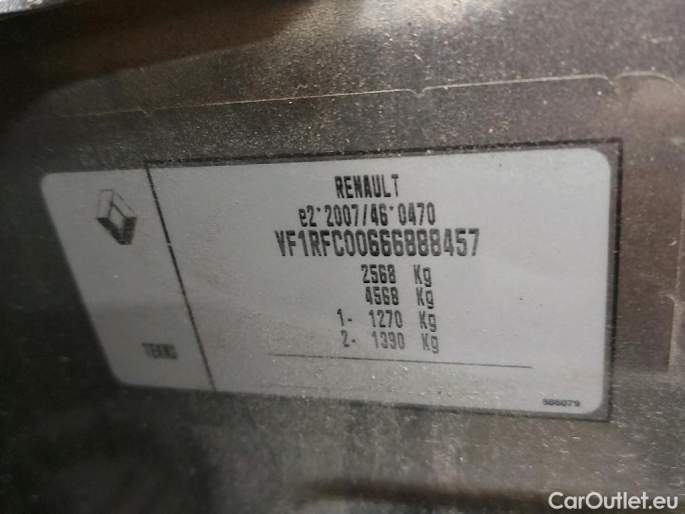 RENAULT
e2*2007/46*0470
VF1RFC00666888457
2568 Kg
4568 Kg
1- 1270 Kg
2- 1390 Kg
CarOutlet.eu